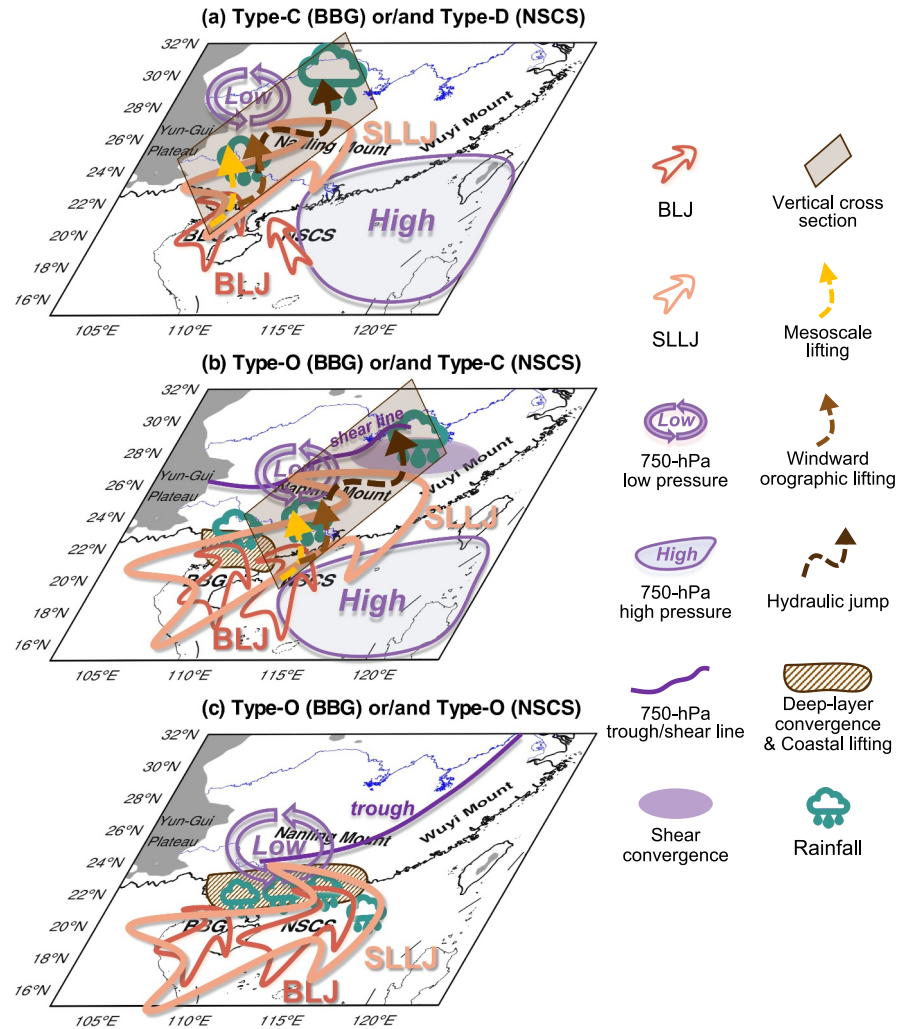 (a) Type-C (BBG) or/and Type-D (NSCS)
32°N
30°N
28°N
26°N
24°N
22°N
20°N
18°N
16°N
105°E
110°E
115°E
120°E
Low
Yun-Gui
Plateau
SLLJ
Nanling Mount
Wuyi Mount
High
NSCS
BLJ
(b) Type-O (BBG) or/and Type-C (NSCS)
32°N
30°N
28°N
26°N
24°N
22°N
20°N
18°N
16°N
105°E
110°E
115°E
120°E
shear line
Low
Yun-Gui
Plateau
Mount
Wuyi Mount
SLLJ
BBG
NSCS
High
BLJ
(c) Type-O (BBG) or/and Type-O (NSCS)
32°N
30°N
28°N
26°N
24°N
22°N
20°N
18°N
16°N
105°E
110°E
115°E
120°E
trough
Yun-Gui
Plateau
Low
Nanling Mount
Wuyi Mount
BBG
NSCS
SLLJ
BLJ
BLJ
Vertical cross
section
SLLJ
Mesoscale
lifting
Low
750-hPa
low pressure
Windward
orographic lifting
High
750-hPa
high pressure
Hydraulic jump
750-hPa
trough/shear line
Deep-layer
convergence
& Coastal lifting
Shear
convergence
Rainfall